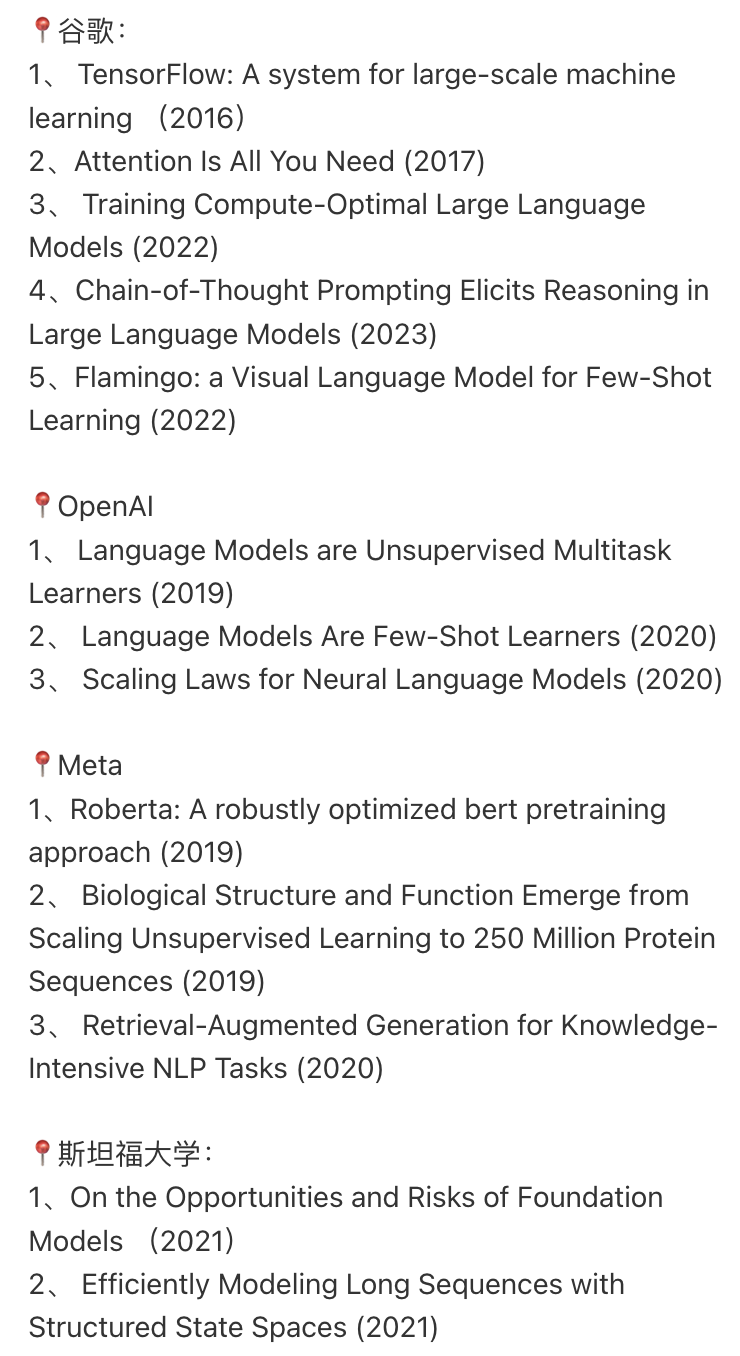 📍谷歌：
1、 TensorFlow: A system for large-scale machine
learning （2016）
2、Attention Is All You Need (2017)
3、 Training Compute-Optimal Large Language
Models (2022)
4、Chain-of-Thought Prompting Elicits Reasoning in
Large Language Models (2023)
5、Flamingo: a Visual Language Model for Few-Shot
Learning (2022)
📍OpenAI
1、 Language Models are Unsupervised Multitask
Learners (2019)
2、 Language Models Are Few-Shot Learners (2020)
3、 Scaling Laws for Neural Language Models (2020)
📍Meta
1、Roberta: A robustly optimized bert pretraining
approach (2019)
2、 Biological Structure and Function Emerge from
Scaling Unsupervised Learning to 250 Million Protein
Sequences (2019)
3、 Retrieval-Augmented Generation for Knowledge-
Intensive NLP Tasks (2020)
📍斯坦福大学：
1、On the Opportunities and Risks of Foundation
Models （2021）
2、 Efficiently Modeling Long Sequences with
Structured State Spaces (2021)